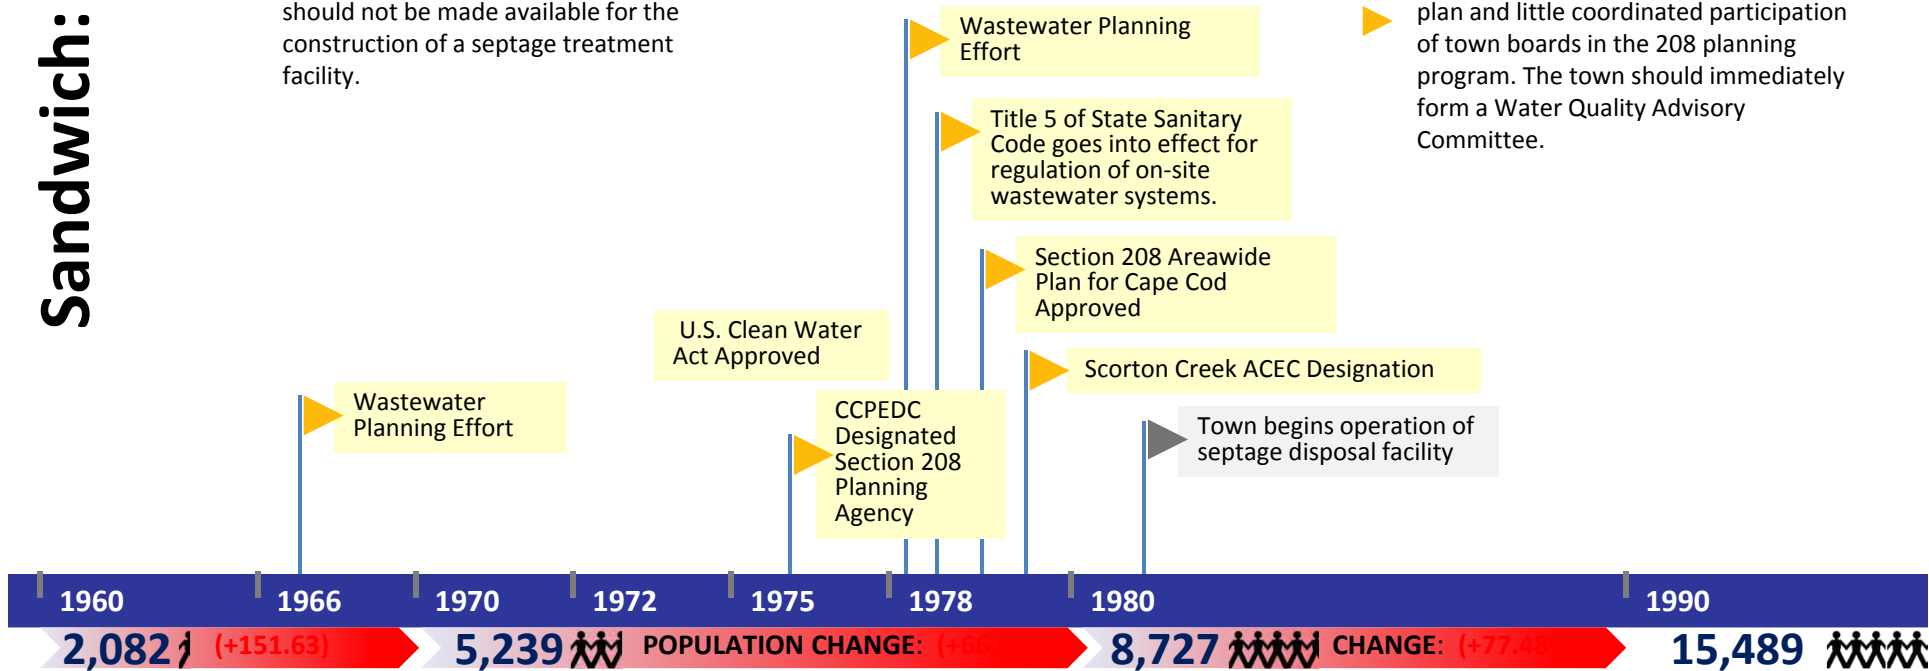 Sandwich:
should not be made available for the
construction of a septage treatment
facility.
Wastewater Planning
Effort
plan and little coordinated participation
of town boards in the 208 planning
program. The town should immediately
form a Water Quality Advisory
Committee.
Title 5 of State Sanitary
Code goes into effect for
regulation of on-site
wastewater systems.
Section 208 Areawide
Plan for Cape Cod
Approved
U.S. Clean Water
Act Approved
Scorton Creek ACEC Designation
Wastewater
Planning Effort
CCPEDC
Designated
Section 208
Planning
Agency
Town begins operation of
septage disposal facility
1960 1966 1970 1972 1975 1978 1980 1990
2,082 (+151.63) 5,239 POPULATION CHANGE: (+66. 8,727 CHANGE: (+77.48 15,489